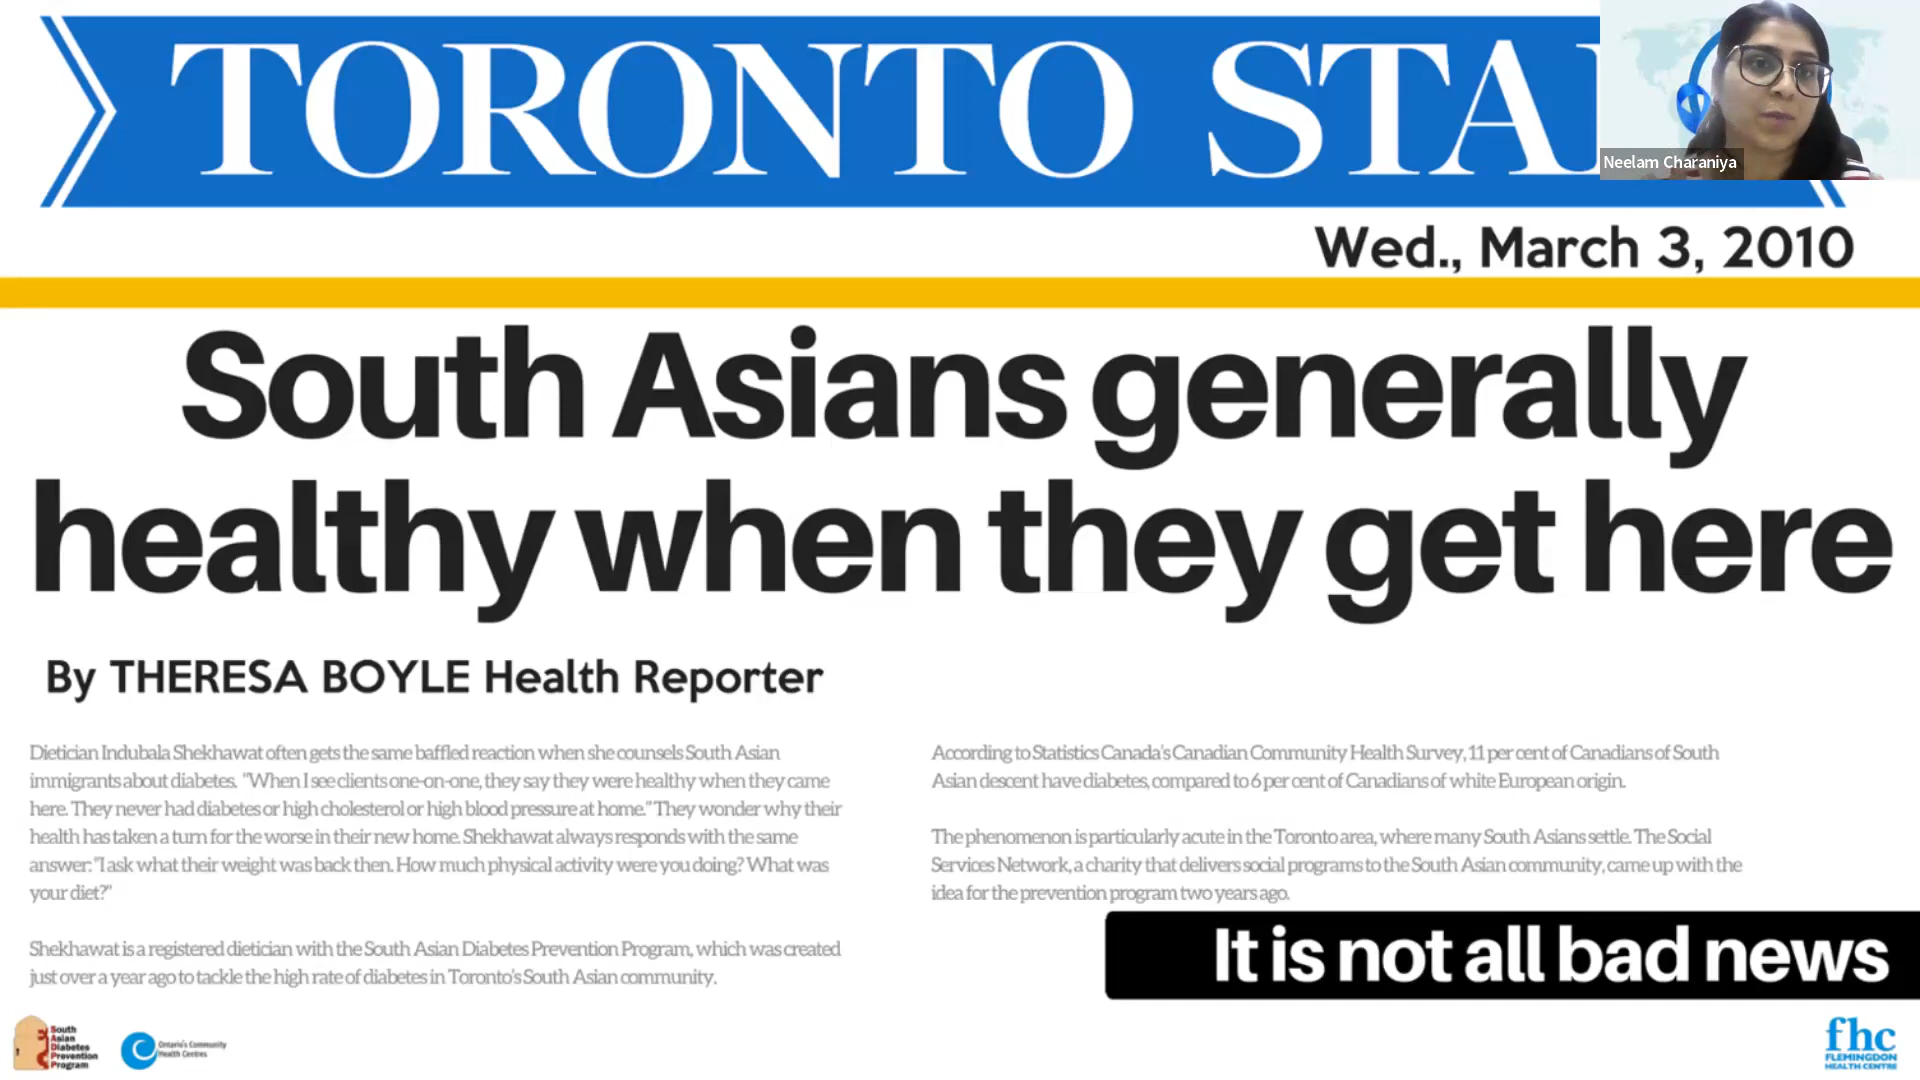 TORONTO STA
Neelam Charaniya
Wed., March 3, 2010
South Asians generally
healthy when they get here
By THERESA BOYLE Health Reporter
Dietician Indubala Shekhawat often gets the same baffled reaction when she counsels South Asian
immigrants about diabetes. "When I see clients one-on-one, they say they were healthy when they came
here. They never had diabetes or high cholesterol or high blood pressure at home." They wonder why their
health has taken a turn for the worse in their new home. Shekhawat always responds with the same
answer: "I ask what their weight was back then. How much physical activity were you doing? What was
your diet?"
Shekhawat is a registered dietician with the South Asian Diabetes Prevention Program, which was created
just over a year ago to tackle the high rate of diabetes in Toronto's South Asian community.
According to Statistics Canada's Canadian Community Health Survey, 11 per cent of Canadians of South
Asian descent have diabetes, compared to 6 per cent of Canadians of white European origin.
The phenomenon is particularly acute in the Toronto area, where many South Asians settle. The Social
Services Network, a charity that delivers social programs to the South Asian community, came up with the
idea for the prevention program two years ago.
It is not all bad news
South
Asian
Diabetes
Prevention
Program
Ontario's Community
Health Centres
fhc
FLEMINGDON
HEALTH CENTRE